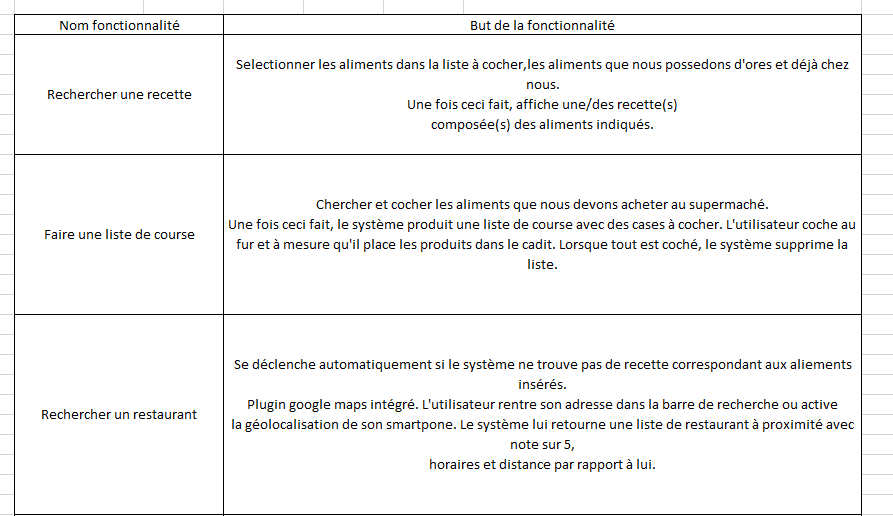 Nom fonctionnalité
But de la fonctionnalité
Rechercher une recette
Selectionner les aliments dans la liste à cocher,les aliments que nous possedons d'ores et déjà chez
nous.
Une fois ceci fait, affiche une/des recette(s)
composée(s) des aliments indiqués.
Faire une liste de course
Chercher et cocher les aliments que nous devons acheter au supermaché.
Une fois ceci fait, le système produit une liste de course avec des cases à cocher. L'utilisateur coche au
fur et à mesure qu'il place les produits dans le cadit. Lorsque tout est coché, le système supprime la
liste.
Rechercher un restaurant
Se déclenche automatiquement si le système ne trouve pas de recette correspondant aux aliements
insérés.
Plugin google maps intégré. L'utilisateur rentre son adresse dans la barre de recherche ou active
la géolocalisation de son smartpone. Le système lui retourne une liste de restaurant à proximité avec
note sur 5,
horaires et distance par rapport à lui.